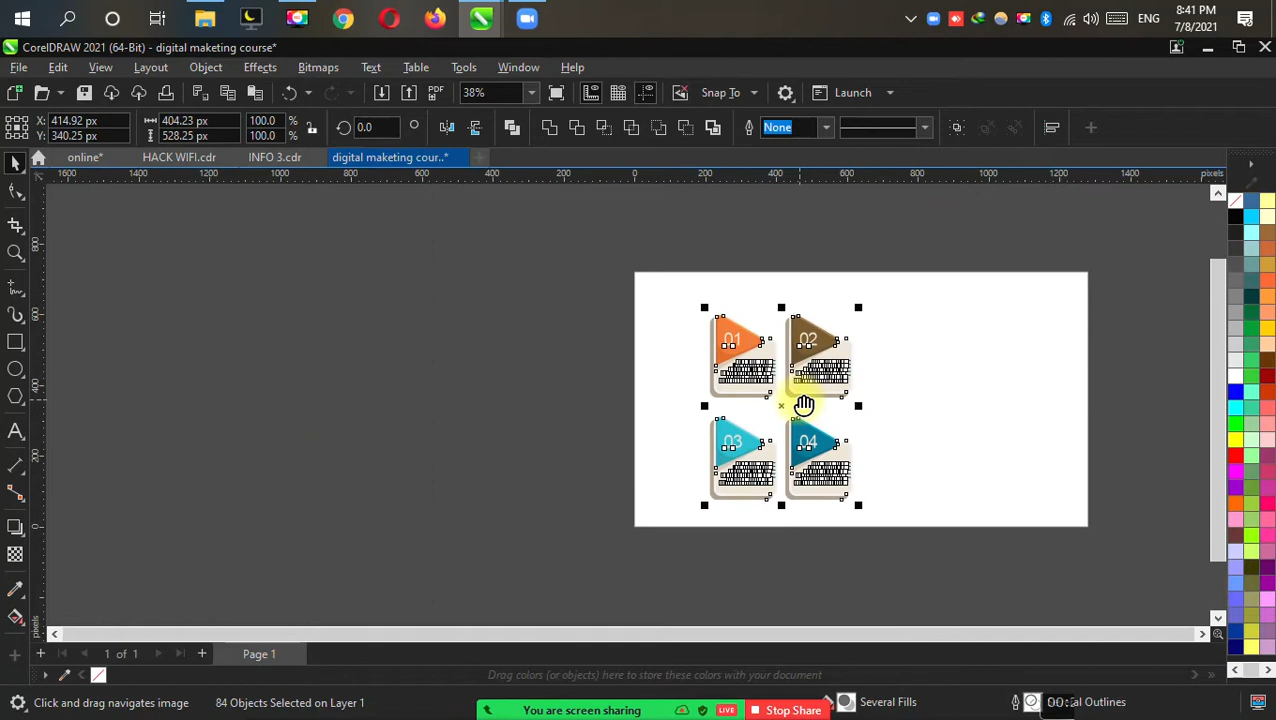 8:41 PM
ENG
7/8/2021
CorelDRAW 2021 (64-Bit) - digital maketing course*
File Edit View Layout Object Effects Bitmaps Text Table Tools Window Help
PDF 38% Snap To Launch
X: 414.92 px 404.23 px 100.0 %
Y: 340.25 px 528.25 px 100.0 %
0.0 None
online* HACK WIFI.cdr INFO 3.cdr digital maketing cour..*
1600 1400 1200 1000 800 600 400 200 0 200 400 600 800 1000 1200 1400 pixels
01 02
03 04
0
pixels
1 of 1 Page 1
Drag colors (or objects) here to store these colors with your document
Click and drag navigate image 84 Objects Selected on Layer 1 Several Fills
You are screen sharing LIVE Stop Share